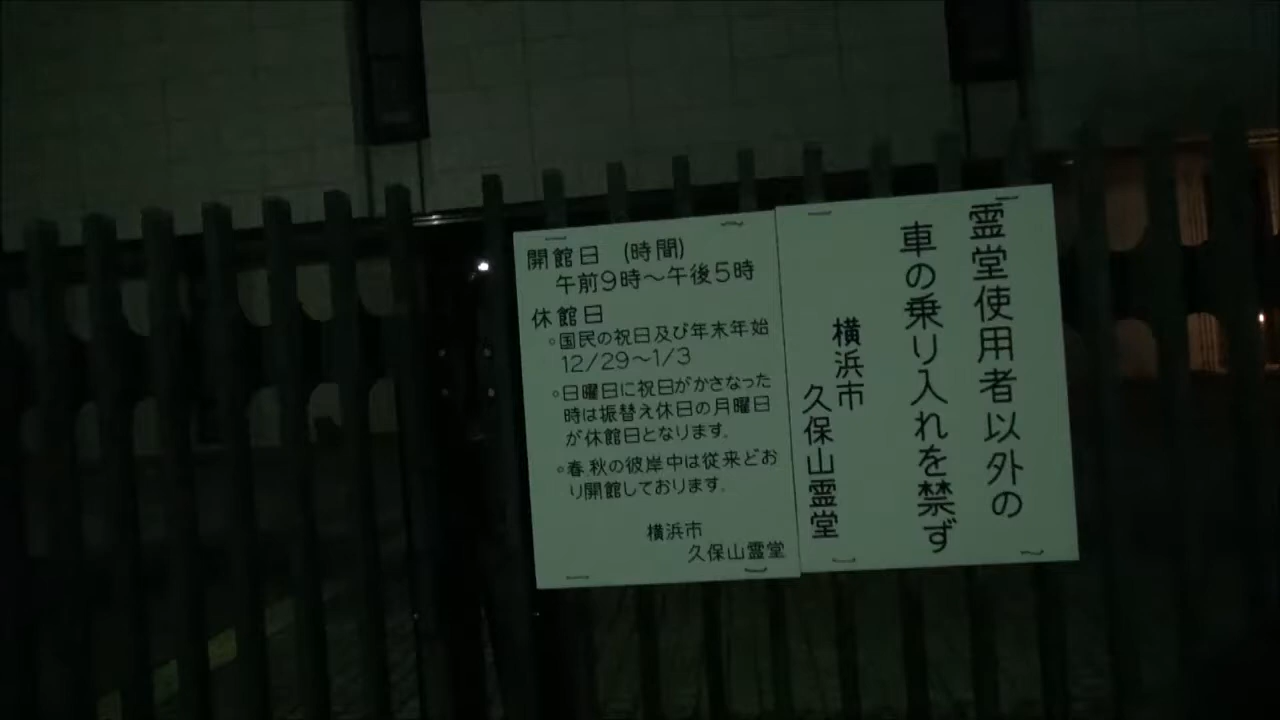 開館日 (時間)
午前9時～午後5時
休館日
○国民の祝日及び年末年始
12/29～1/3
○日曜日に祝日がかさなった
時は振替え休日の月曜日
が休館日となります。
○春秋の彼岸中は従来どお
り開館しております。
横浜市
久保山霊堂
霊堂使用者以外の
車の乗り入れを禁ず
横浜市
久保山霊堂